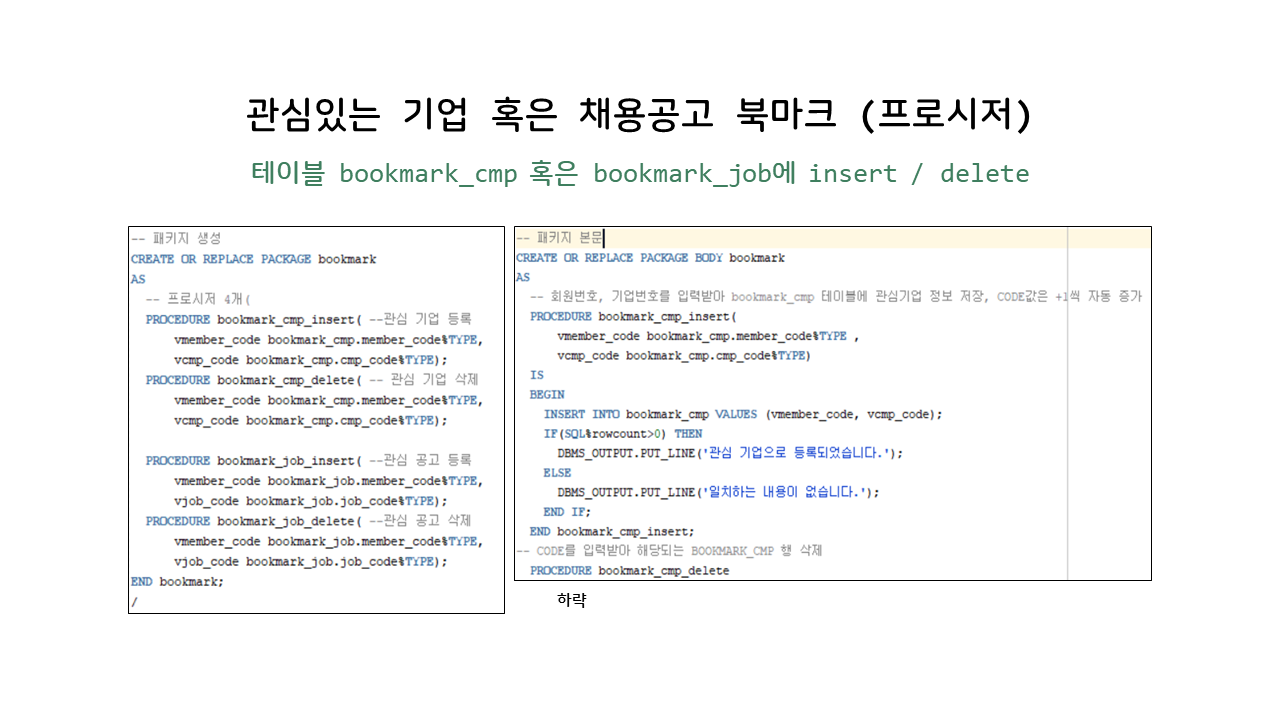 관심있는 기업 혹은 채용공고 북마크 (프로시저)
테이블 bookmark_cmp 혹은 bookmark_job에 insert / delete
-- 패키지 생성
CREATE OR REPLACE PACKAGE bookmark
AS
-- 프로시저 4개(
PROCEDURE bookmark_cmp_insert( --관심 기업 등록
vmember_code bookmark_cmp.member_code%TYPE,
vcmp_code bookmark_cmp.cmp_code%TYPE);
PROCEDURE bookmark_cmp_delete( -- 관심 기업 삭제
vmember_code bookmark_cmp.member_code%TYPE,
vcmp_code bookmark_cmp.cmp_code%TYPE);
PROCEDURE bookmark_job_insert( --관심 공고 등록
vmember_code bookmark_job.member_code%TYPE,
vjob_code bookmark_job.job_code%TYPE);
PROCEDURE bookmark_job_delete( --관심 공고 삭제
vmember_code bookmark_job.member_code%TYPE,
vjob_code bookmark_job.job_code%TYPE);
END bookmark;
/
-- 패키지 본문
CREATE OR REPLACE PACKAGE BODY bookmark
AS
-- 회원번호, 기업번호를 입력받아 bookmark_cmp 테이블에 관심기업 정보 저장, CODE값은 +1씩 자동 증가
PROCEDURE bookmark_cmp_insert(
vmember_code bookmark_cmp.member_code%TYPE ,
vcmp_code bookmark_cmp.cmp_code%TYPE)
IS
BEGIN
INSERT INTO bookmark_cmp VALUES (vmember_code, vcmp_code);
IF(SQL%rowcount>0) THEN
DBMS_OUTPUT.PUT_LINE('관심 기업으로 등록되었습니다.');
ELSE
DBMS_OUTPUT.PUT_LINE('일치하는 내용이 없습니다.');
END IF;
END bookmark_cmp_insert;
-- CODE를 입력받아 해당되는 BOOKMARK_CMP 행 삭제
PROCEDURE bookmark_cmp_delete
하략